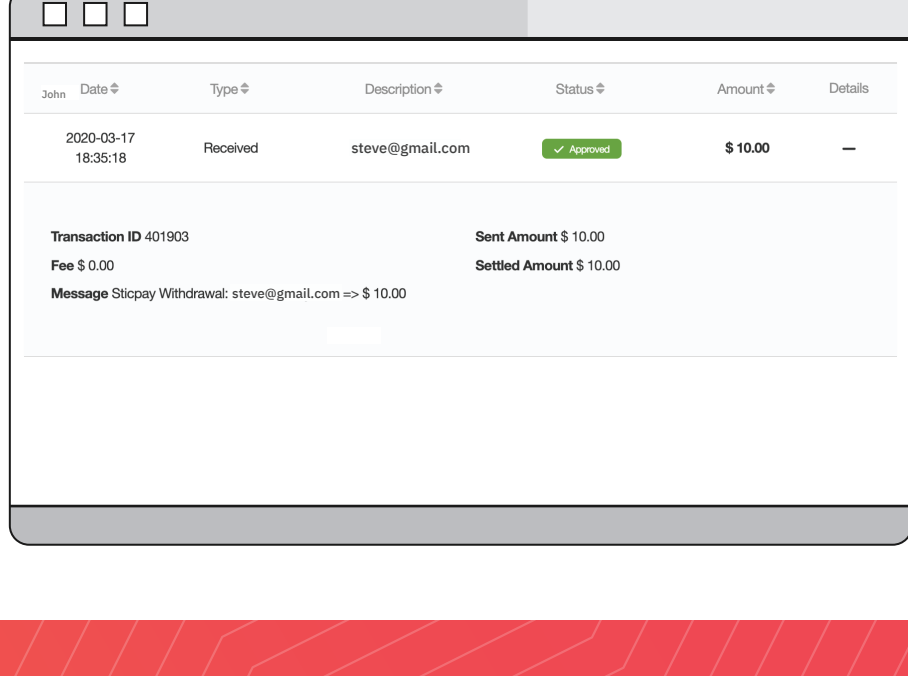 John Date Type Description Status Amount Details
2020-03-17
18:35:18 Received steve@gmail.com Approved $ 10.00 —
Transaction ID 401903 Sent Amount $ 10.00
Fee $ 0.00 Settled Amount $ 10.00
Message Sticpay Withdrawal: steve@gmail.com => $ 10.00